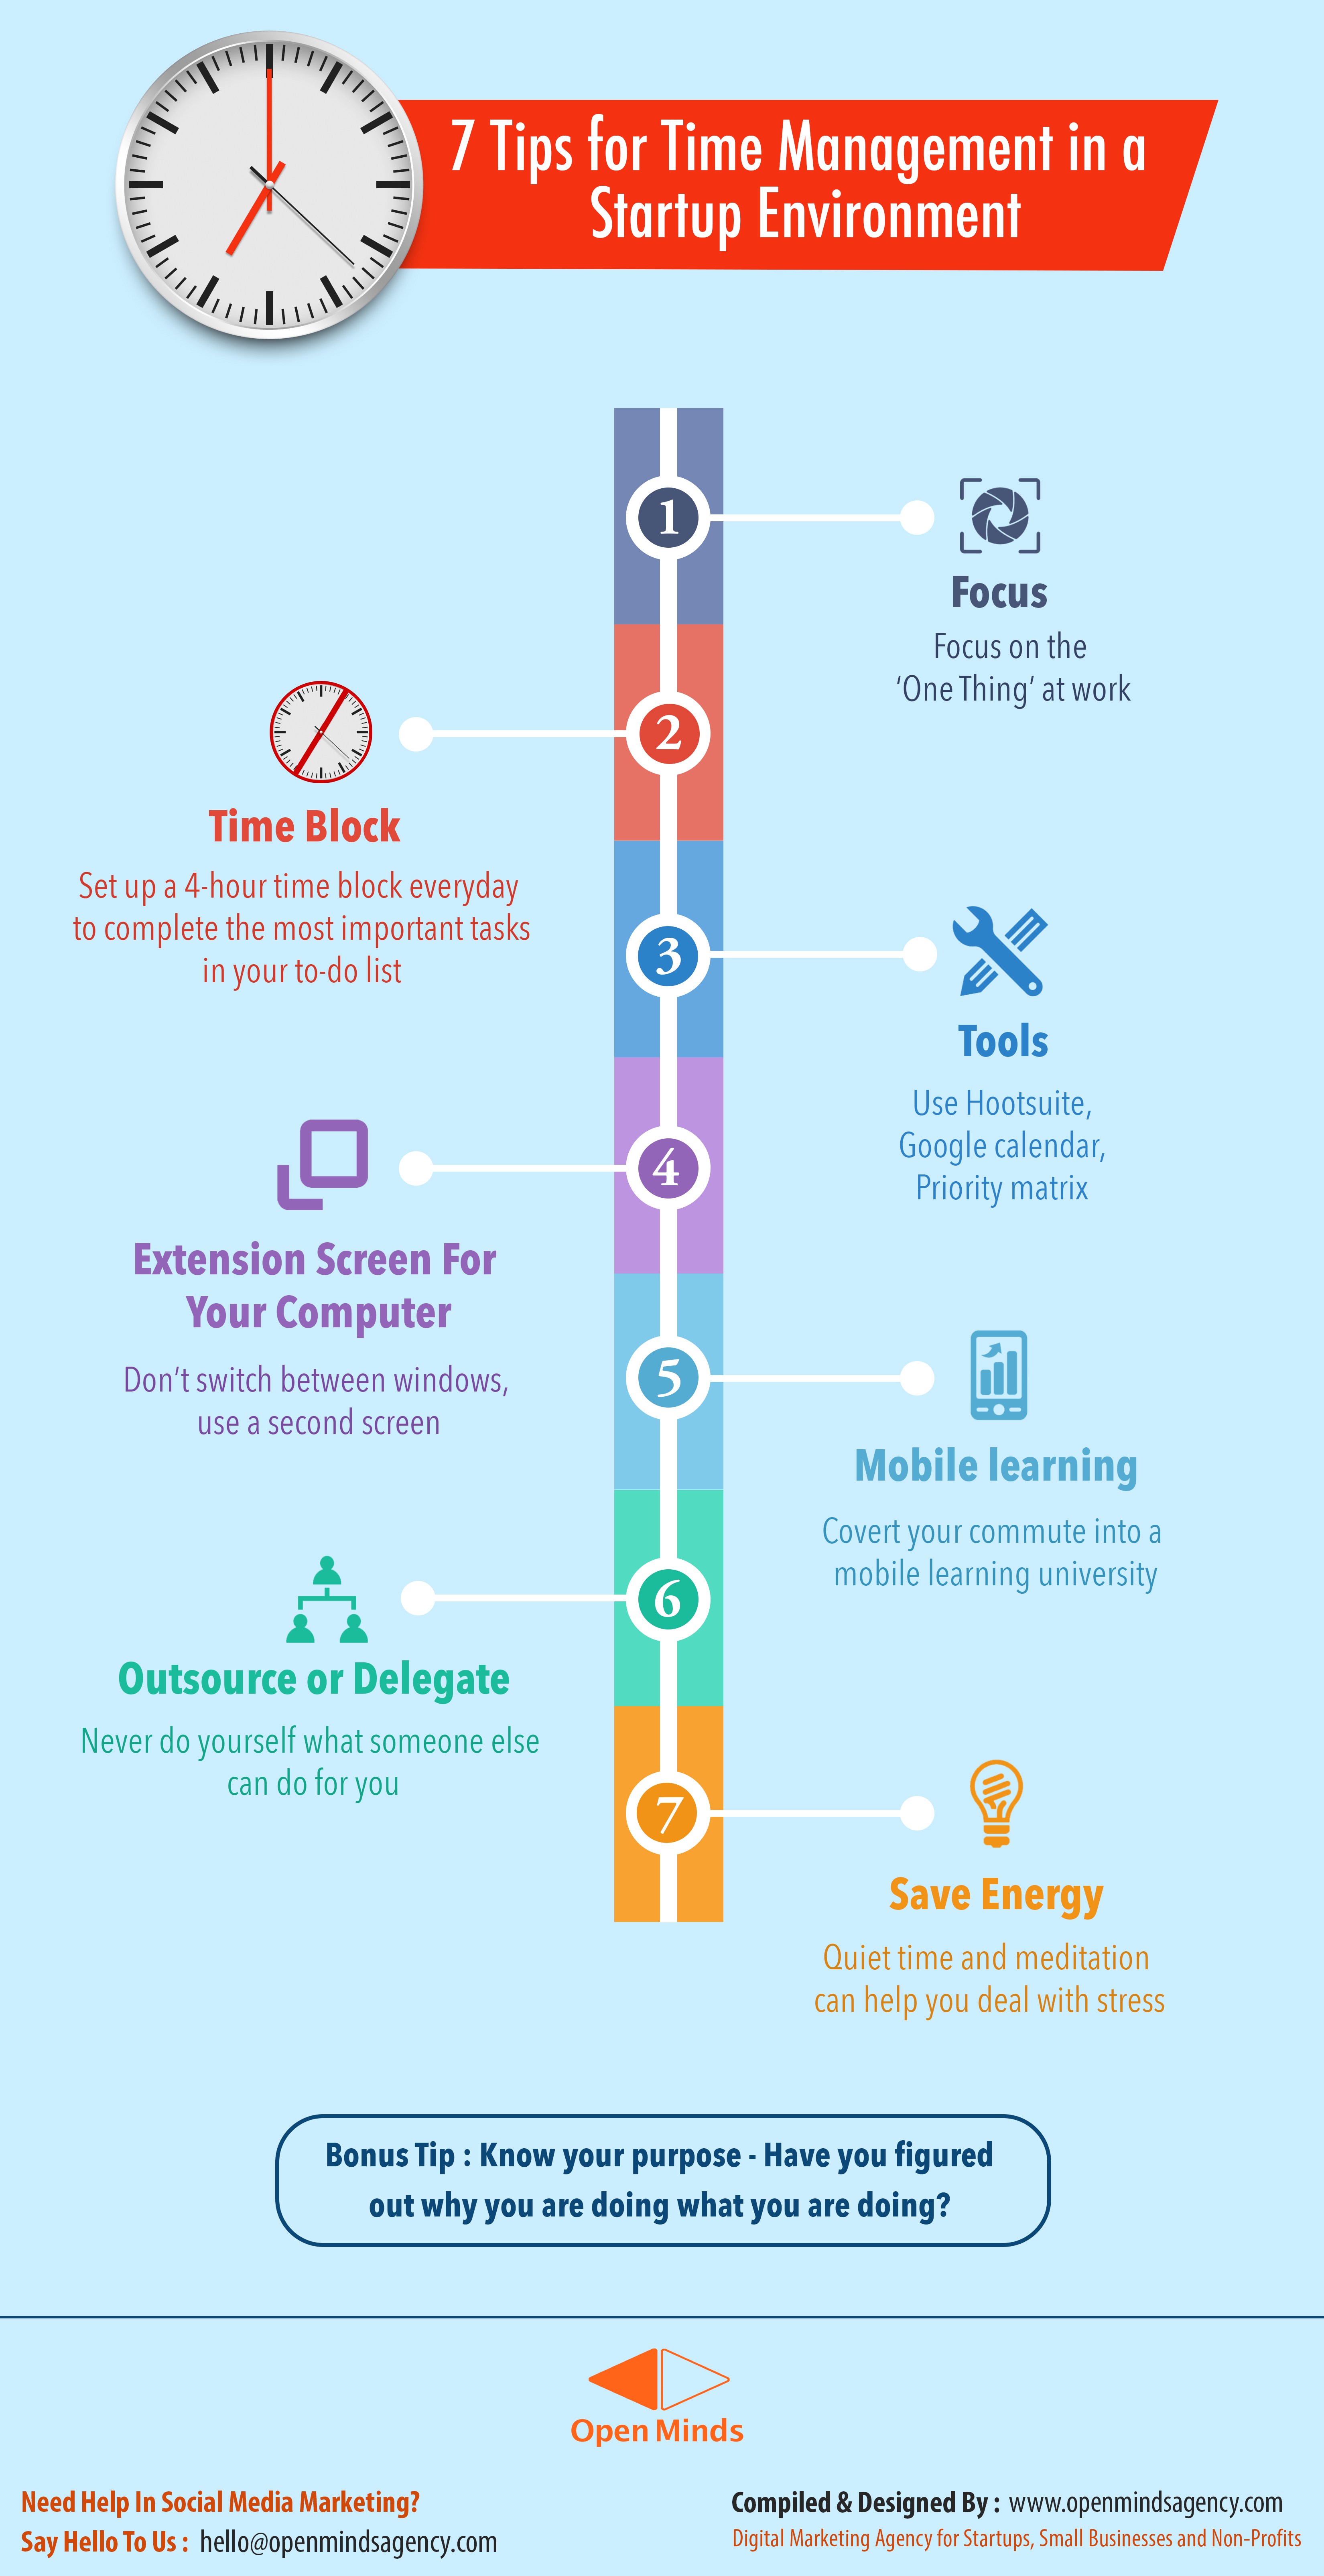 7 Tips for Time Management in a
Startup Environment
1
Focus
Focus on the
‘One Thing’ at work
2
Time Block
Set up a 4-hour time block everyday
to complete the most important tasks
in your to-do list
3
Tools
Use Hootsuite,
Google calendar,
Priority matrix
4
Extension Screen For
Your Computer
Don’t switch between windows,
use a second screen
5
Mobile learning
Covert your commute into a
mobile learning university
6
Outsource or Delegate
Never do yourself what someone else
can do for you
7
Save Energy
Quiet time and meditation
can help you deal with stress
Bonus Tip : Know your purpose - Have you figured
out why you are doing what you are doing?
Open Minds
Need Help In Social Media Marketing?
Say Hello To Us : hello@openmindsagency.com
Compiled & Designed By : www.openmindsagency.com
Digital Marketing Agency for Startups, Small Businesses and Non-Profits